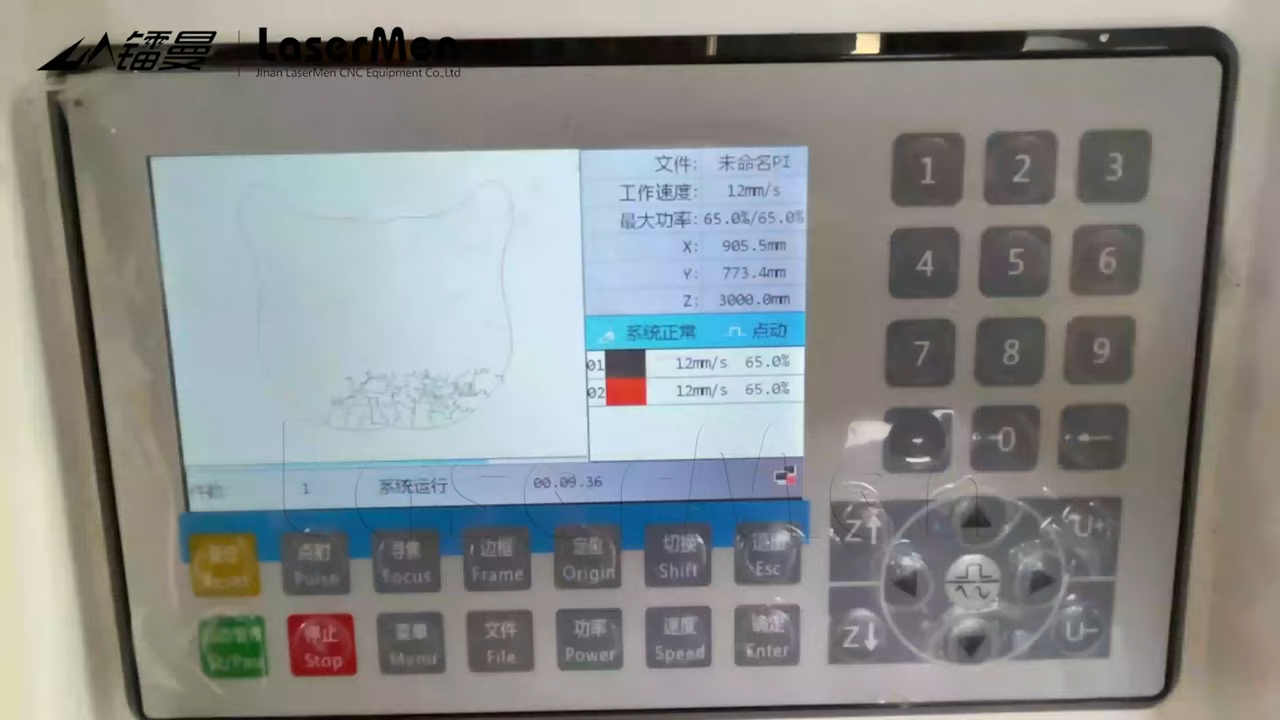 镭曼 LaserMen
Jinan LaserMen CNC Equipment Co.,Ltd
文件: 未命名PI
工作速度: 12mm/s
最大功率: 65.0%/65.0%
X: 905.5mm
Y: 773.4mm
Z: 3000.0mm
系统正常 点动
01 12mm/s 65.0%
02 12mm/s 65.0%
1 系统运行 00.09.36
LaserMen
1 2 3
4 5 6
7 8 9
0
复位 点射 寻焦 边框 定位 切换 退出
Reset Pulse Focus Frame Origin Shift Esc
停止 菜单 文件 功率 速度 确定
Stop Menu File Power Speed Enter
Z U+
Z U-